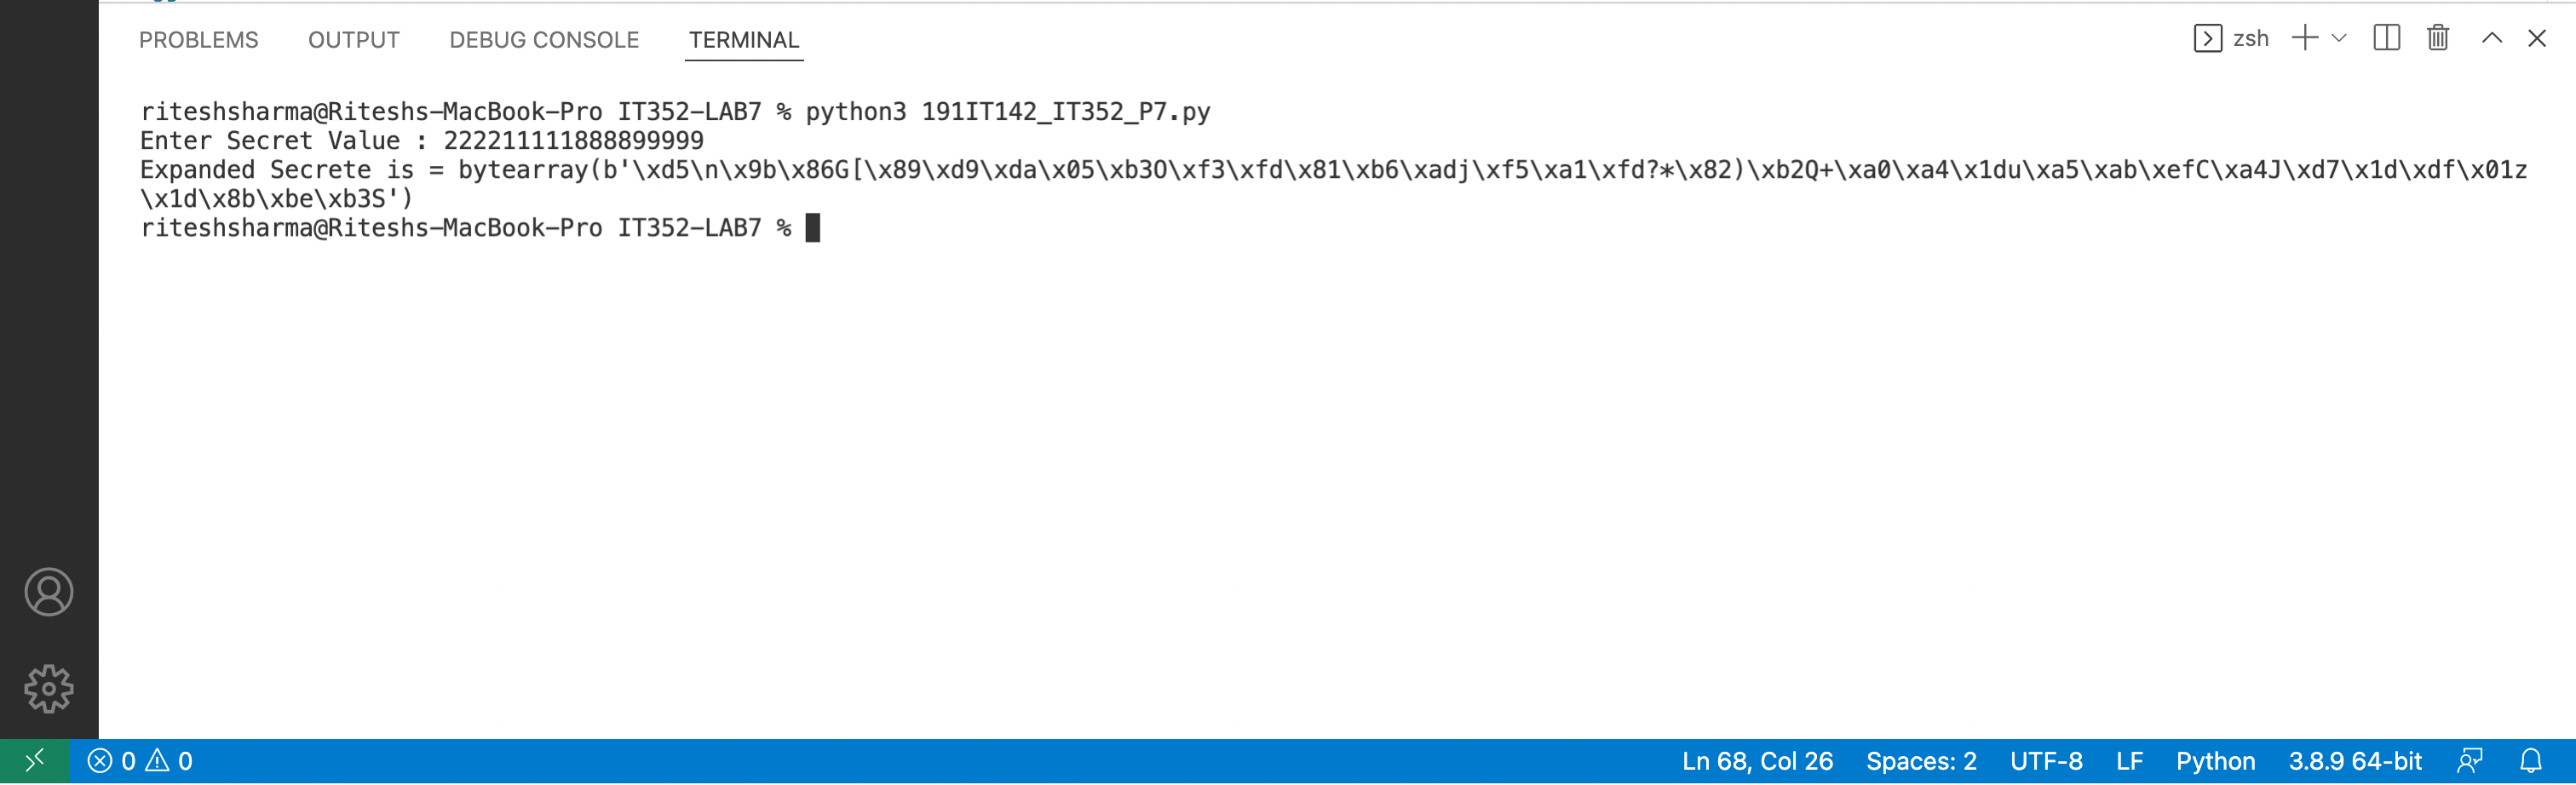 PROBLEMS OUTPUT DEBUG CONSOLE TERMINAL zsh
riteshsharma@Riteshs-MacBook-Pro IT352-LAB7 % python3 191IT142_IT352_P7.py
Enter Secret Value : 222211111888899999
Expanded Secrete is = bytearray(b'\xd5\n\x9b\x86G[\x89\xd9\xda\x05\xb3O\xf3\xfd\x81\xb6\xadj\xf5\xa1\xfd?*\x82)\xb2Q+\xa0\xa4\x1du\xa5\xab\xefC\xa4J\xd7\x1d\xdf\x01z
\x1d\x8b\xbe\xb3S')
riteshsharma@Riteshs-MacBook-Pro IT352-LAB7 %
0 0 Ln 68, Col 26 Spaces: 2 UTF-8 LF Python 3.8.9 64-bit